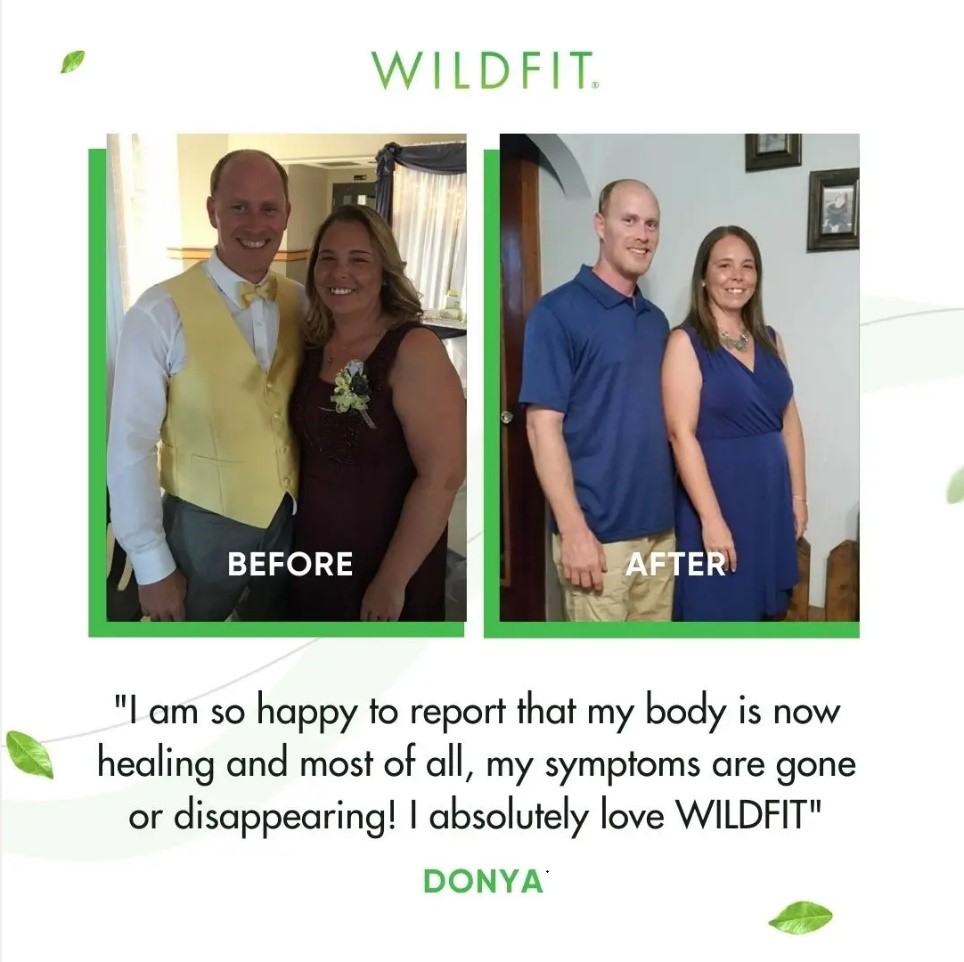 WILDFIT®
BEFORE
AFTER
"I am so happy to report that my body is now
healing and most of all, my symptoms are gone
or disappearing! I absolutely love WILDFIT"
DONYA